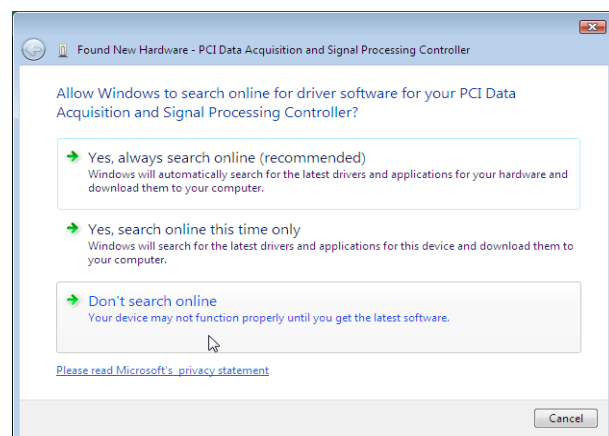 Found New Hardware - PCI Data Acquisition and Signal Processing Controller
Allow Windows to search online for driver software for your PCI Data
Acquisition and Signal Processing Controller?
Yes, always search online (recommended)
Windows will automatically search for the latest drivers and applications for your hardware and
download them to your computer.
Yes, search online this time only
Windows will search for the latest drivers and applications for this device and download them to
your computer.
Don't search online
Your device may not function properly until you get the latest software.
Please read Microsoft's privacy statement
Cancel